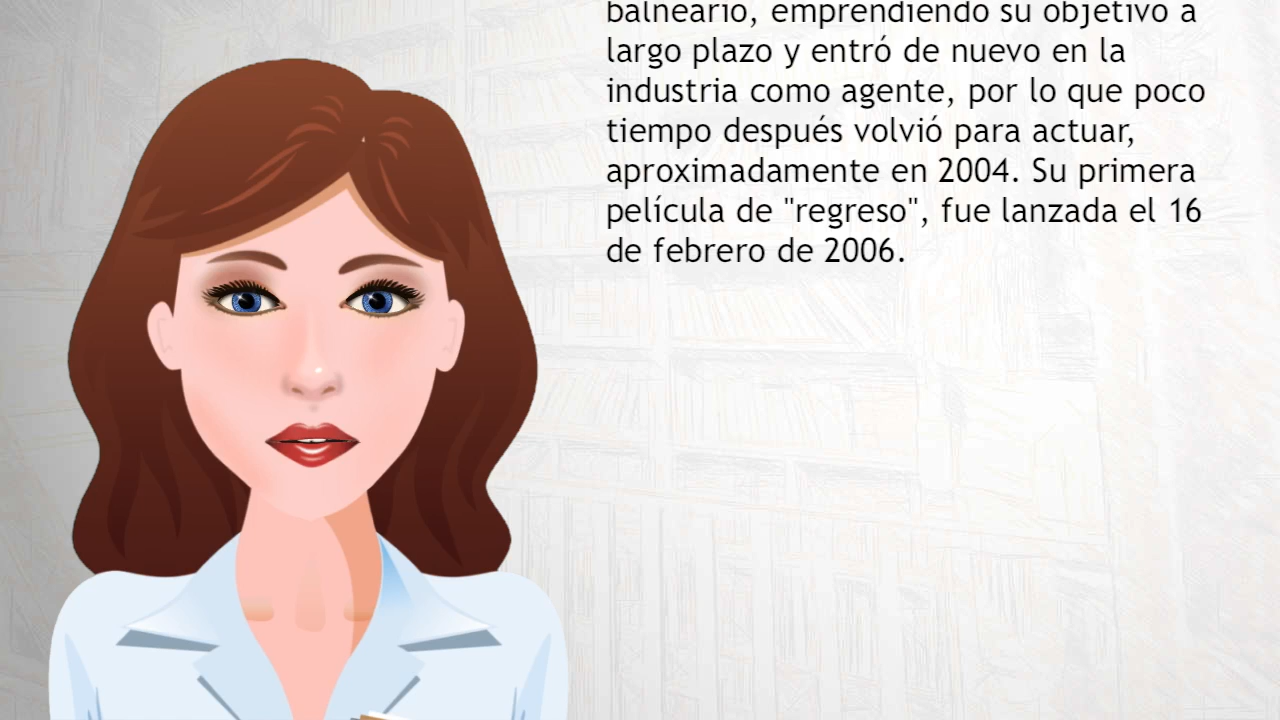 balneario, emprendiendo su objetivo a
largo plazo y entró de nuevo en la
industria como agente, por lo que poco
tiempo después volvió para actuar,
aproximadamente en 2004. Su primera
película de "regreso", fue lanzada el 16
de febrero de 2006.